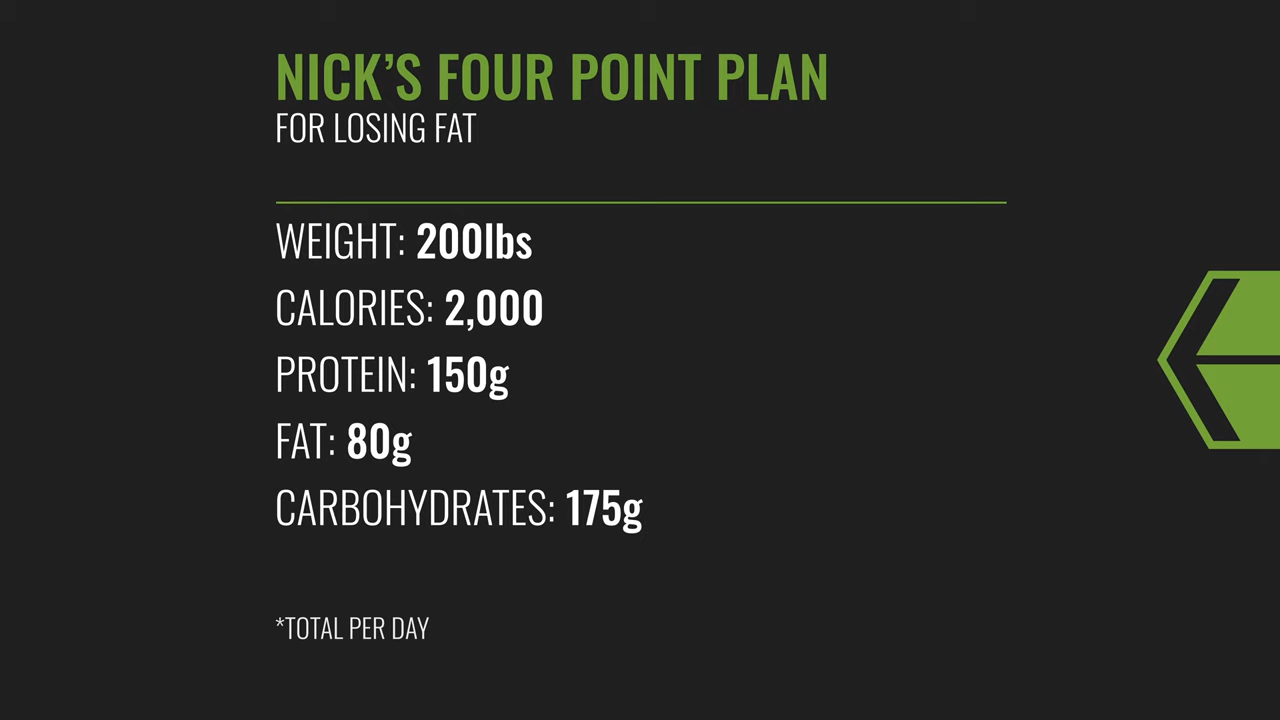 NICK’S FOUR POINT PLAN
FOR LOSING FAT
WEIGHT: 200lbs
CALORIES: 2,000
PROTEIN: 150g
FAT: 80g
CARBOHYDRATES: 175g
*TOTAL PER DAY